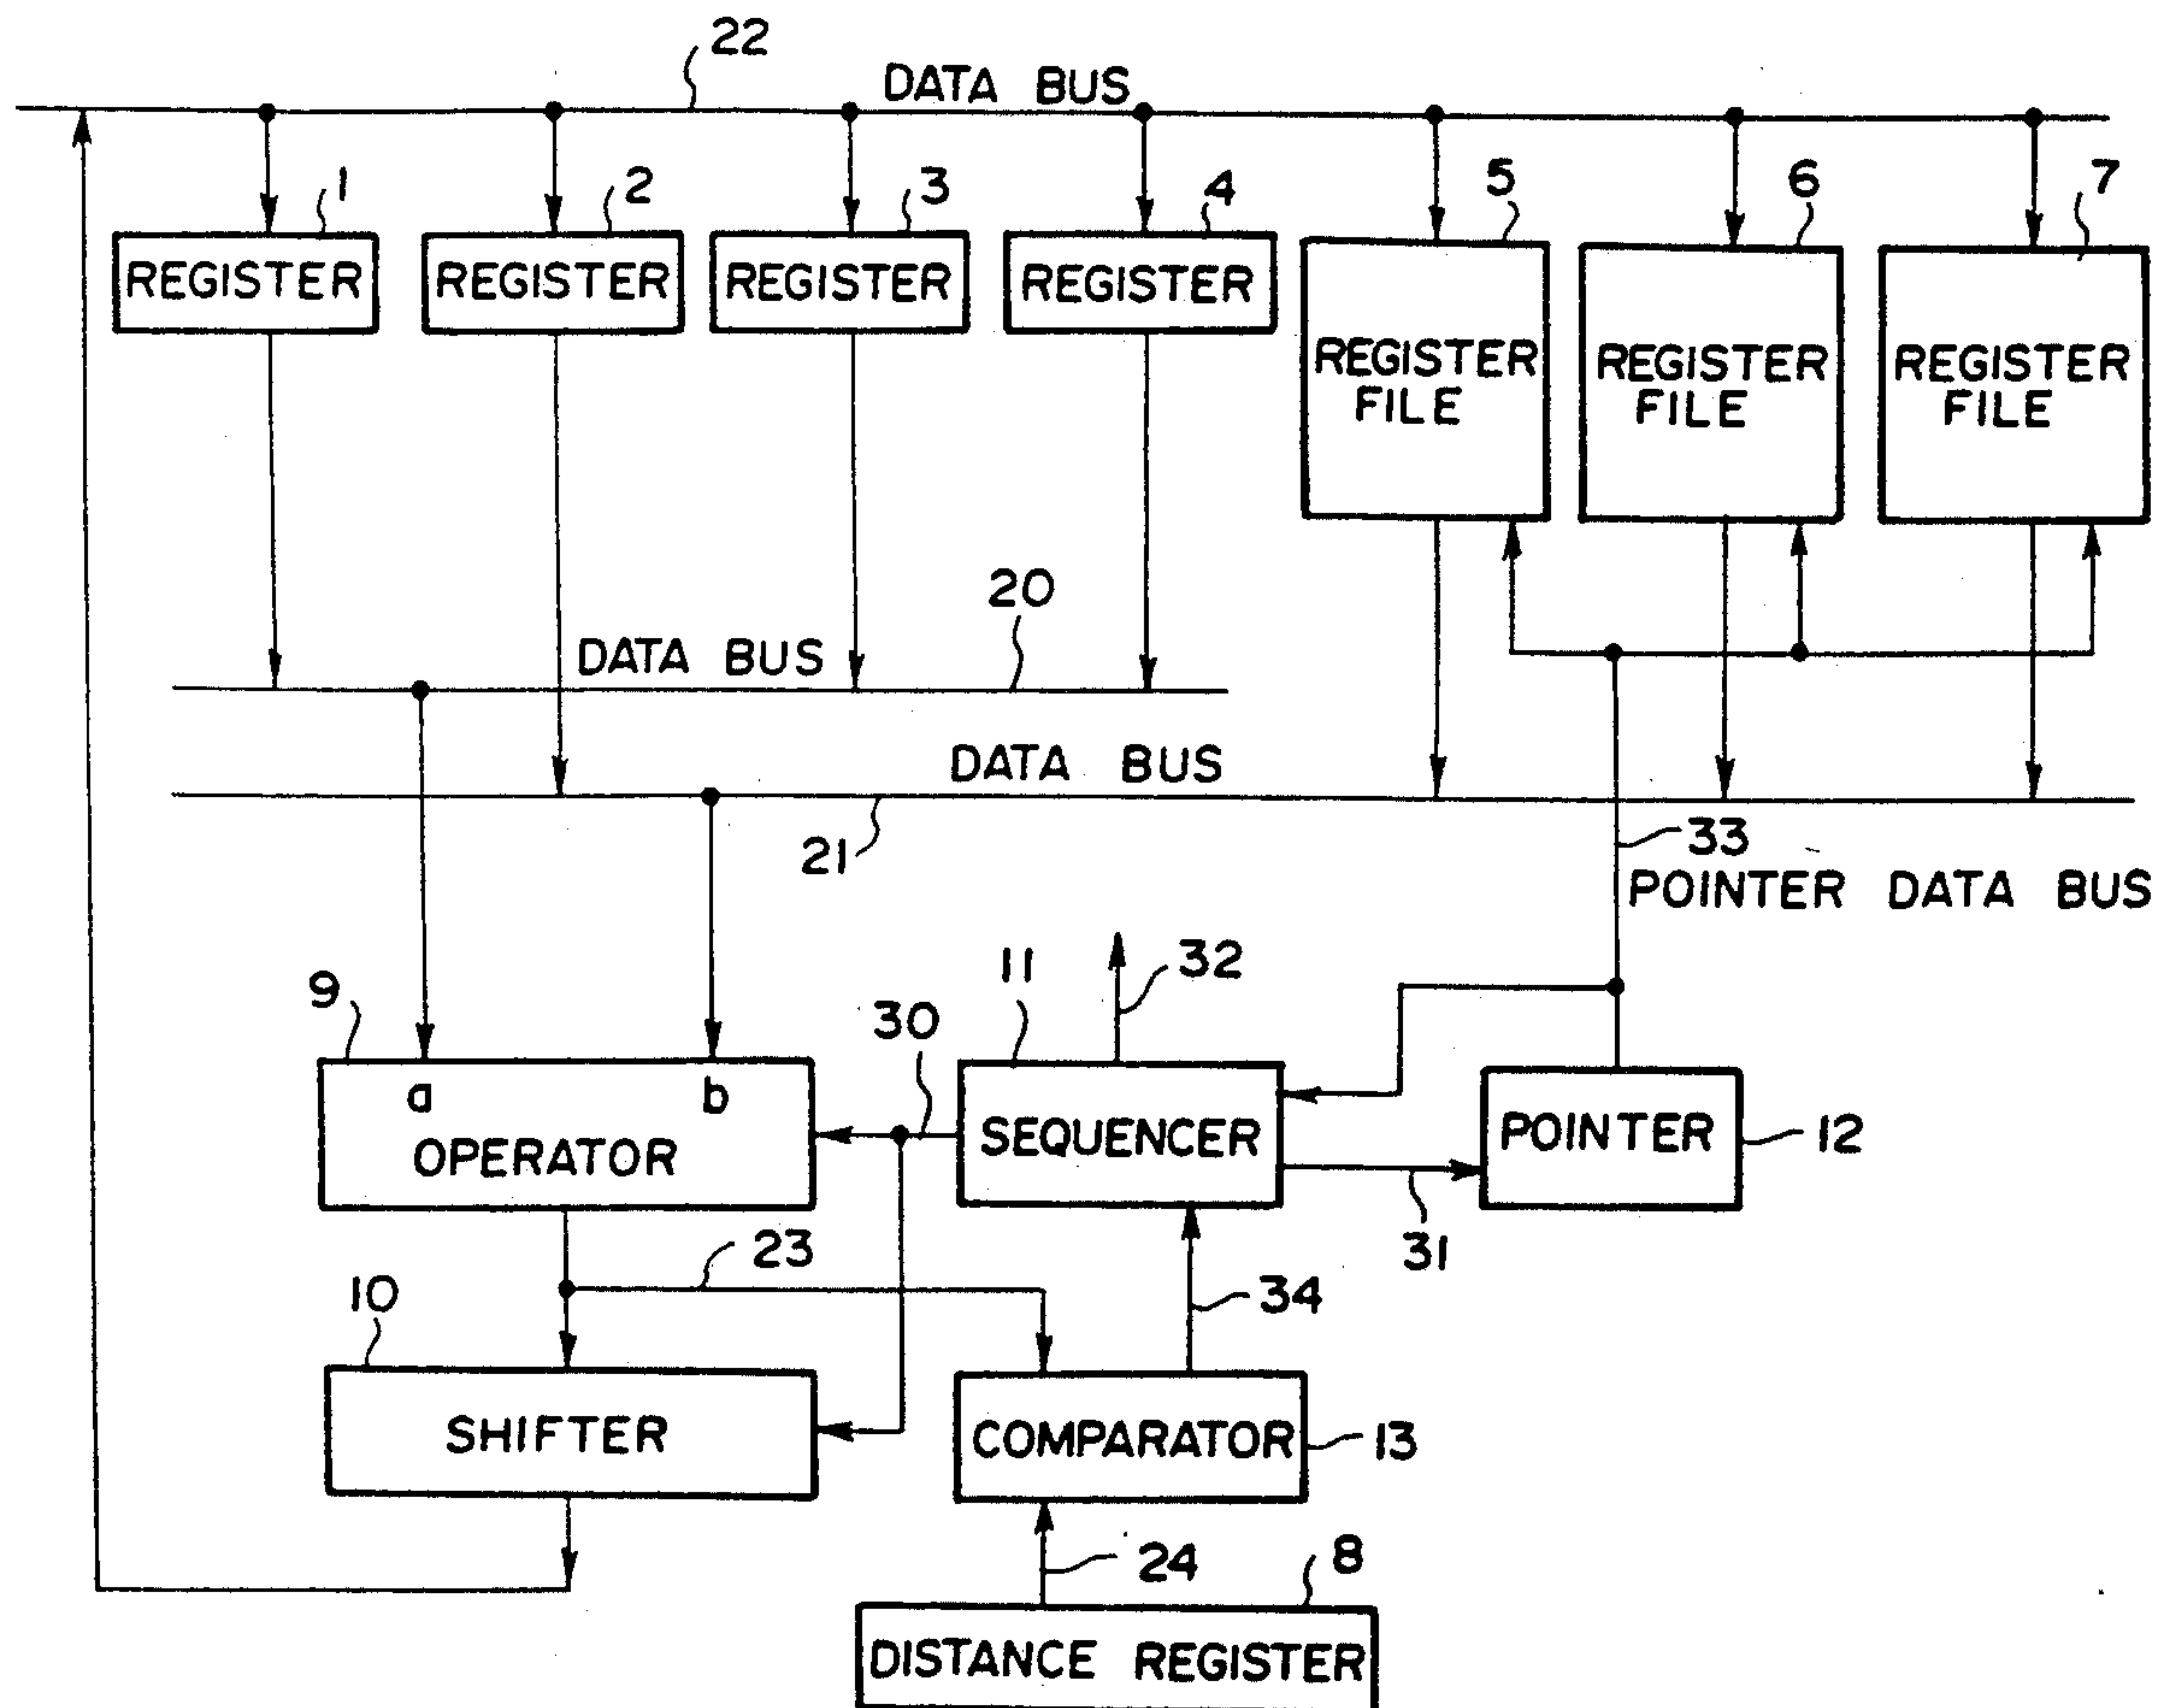 22
DATA BUS
1
2
3
4
5
6
7
REGISTER
REGISTER
REGISTER
REGISTER
REGISTER
FILE
REGISTER
FILE
REGISTER
FILE
20
DATA BUS
DATA BUS
21
33
POINTER DATA BUS
9
30
11
32
a
b
OPERATOR
SEQUENCER
POINTER
12
23
31
10
34
SHIFTER
COMPARATOR
13
24
8
DISTANCE REGISTER